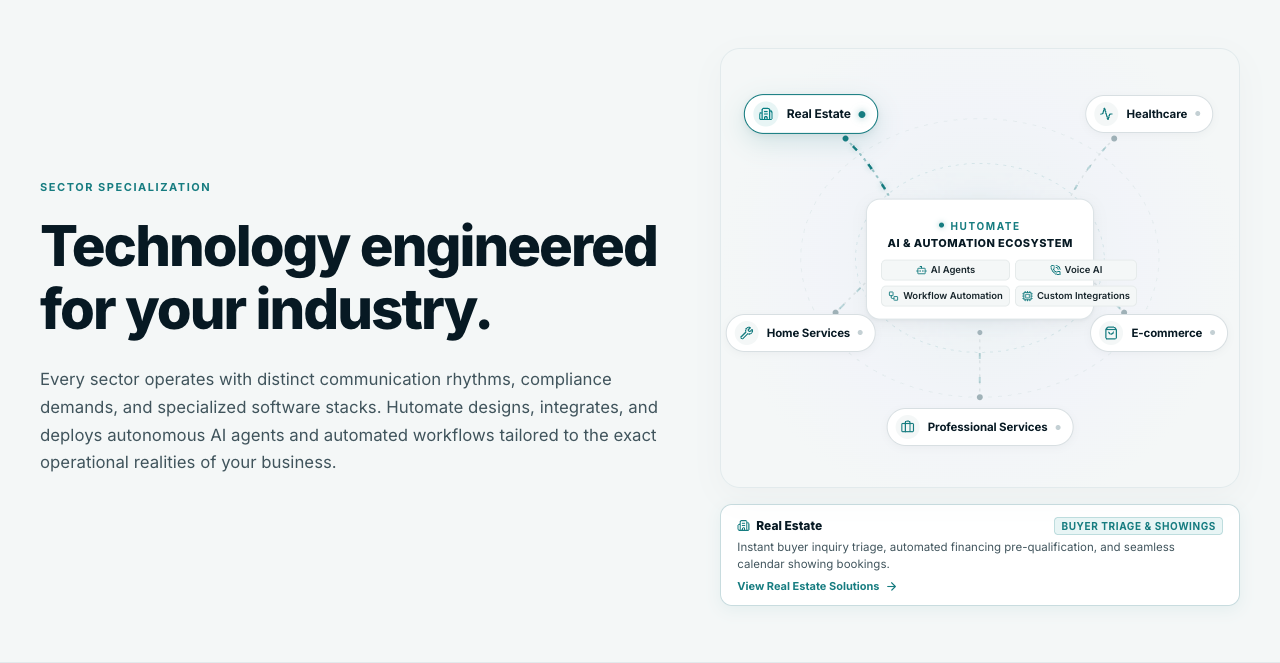 SECTOR SPECIALIZATION
Technology engineered
for your industry.
Every sector operates with distinct communication rhythms, compliance
demands, and specialized software stacks. Hutomate designs, integrates, and
deploys autonomous AI agents and automated workflows tailored to the exact
operational realities of your business.
Real Estate
Healthcare
HUTOMATE
AI & AUTOMATION ECOSYSTEM
AI Agents
Voice AI
Workflow Automation
Custom Integrations
Home Services
E-commerce
Professional Services
Real Estate
BUYER TRIAGE & SHOWINGS
Instant buyer inquiry triage, automated financing pre-qualification, and seamless
calendar showing bookings.
View Real Estate Solutions →